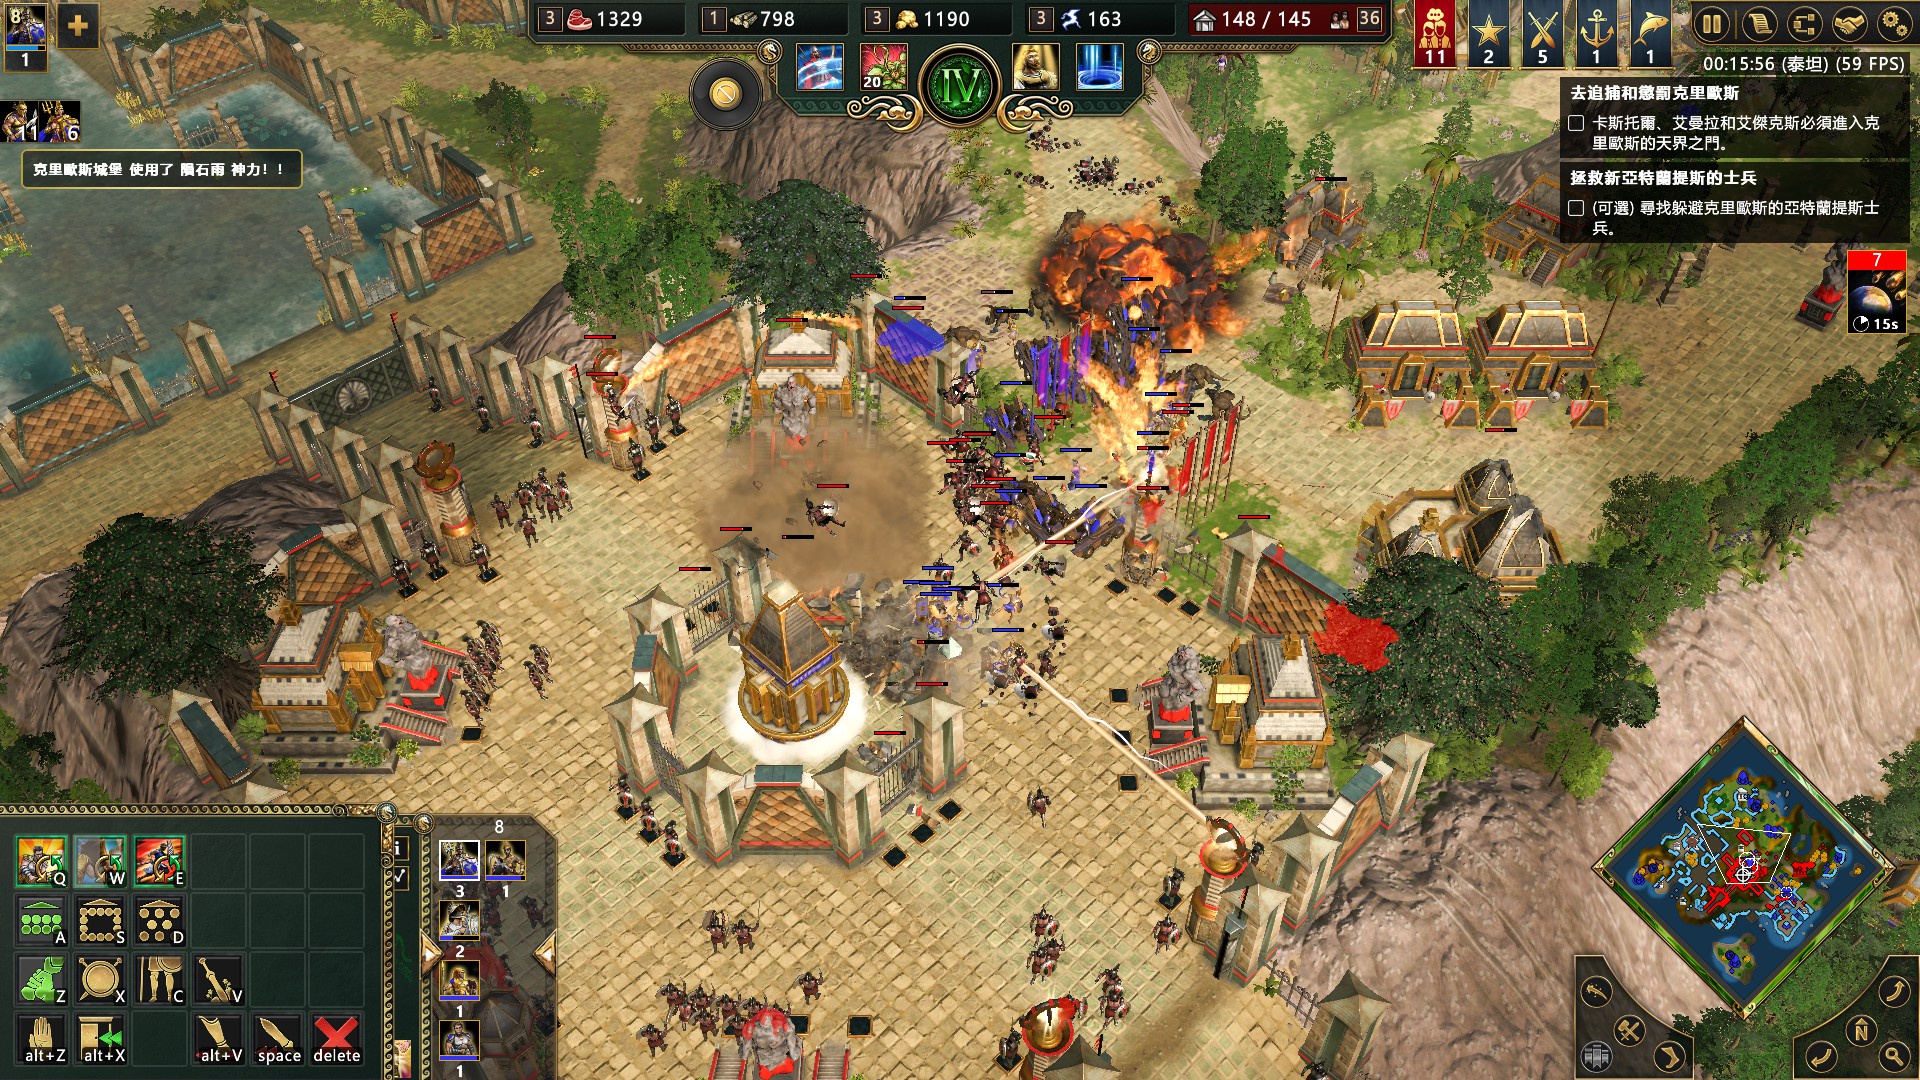 8
1
3 1329
1 798
3 1190
3 163
148 / 145 36
11
2
5
1
1
00:15:56 (泰坦) (59 FPS)
20
IV
11
6
克里歐斯城堡 使用了 隕石雨 神力！！
去追捕和懲罰克里歐斯
卡斯托爾、艾曼拉和艾傑克斯必須進入克
里歐斯的天界之門。
拯救新亞特蘭提斯的士兵
(可選) 尋找躲避克里歐斯的亞特蘭提斯士
兵。
7
15s
Q W E
A S D
Z X C V
alt+Z alt+X alt+V space delete
i
8
3
1
2
1
1
N